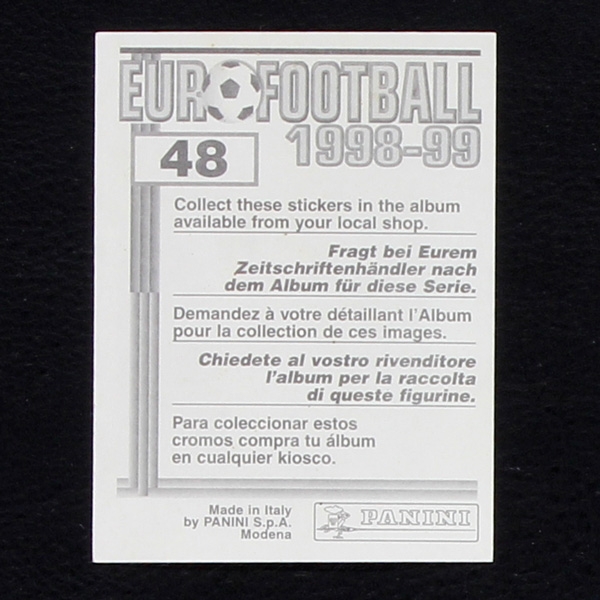 EUROFOOTBALL
1998-99
48
Collect these stickers in the album
available from your local shop.
Fragt bei Eurem
Zeitschriftenhändler nach
dem Album für diese Serie.
Demandez à votre détaillant l'Album
pour la collection de ces images.
Chiedete al vostro rivenditore
l'album per la raccolta
di queste figurine.
Para coleccionar estos
cromos compra tu álbum
en cualquier kiosco.
Made in Italy
by PANINI S.p.A.
Modena
PANINI